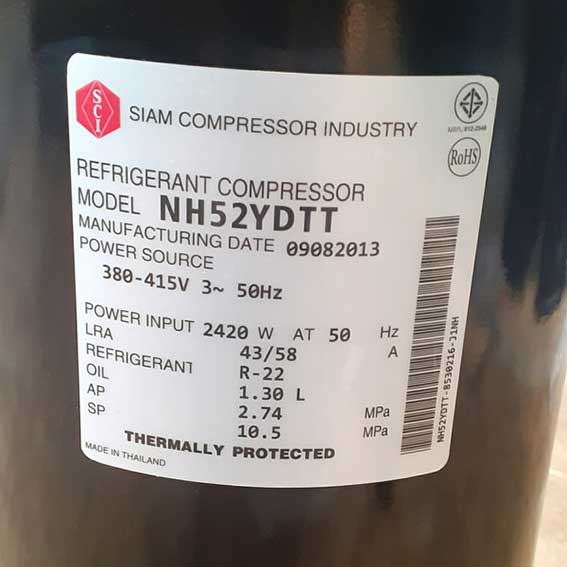 SCI
SIAM COMPRESSOR INDUSTRY
RoHS
REFRIGERANT COMPRESSOR
MODEL NH52YDTT
MANUFACTURING DATE 09082013
POWER SOURCE
380-415V 3~ 50Hz
POWER INPUT 2420 W AT 50 Hz
LRA 43/58 A
REFRIGERANT R-22
OIL 1.30 L
AP 2.74 MPa
SP 10.5 MPa
THERMALLY PROTECTED
MADE IN THAILAND
NH52YDTT-8530216-J1NH